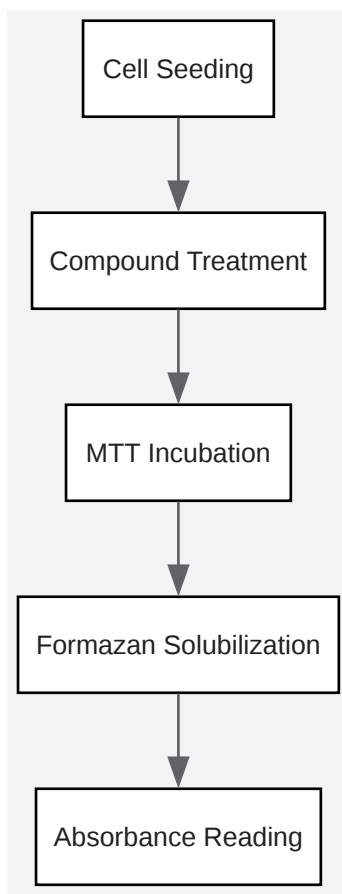 Cell Seeding
Compound Treatment
MTT Incubation
Formazan Solubilization
Absorbance Reading